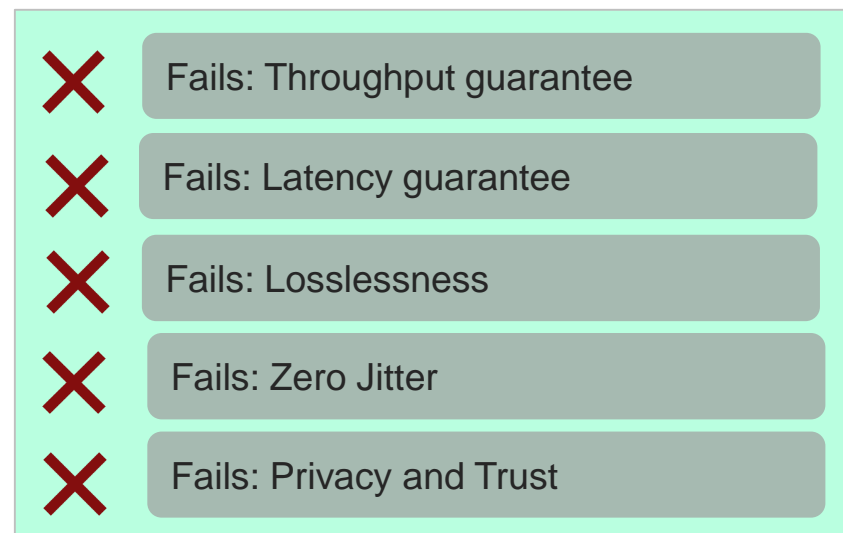 Fails: Throughput guarantee
Fails: Latency guarantee
Fails: Losslessness
Fails: Zero Jitter
Fails: Privacy and Trust